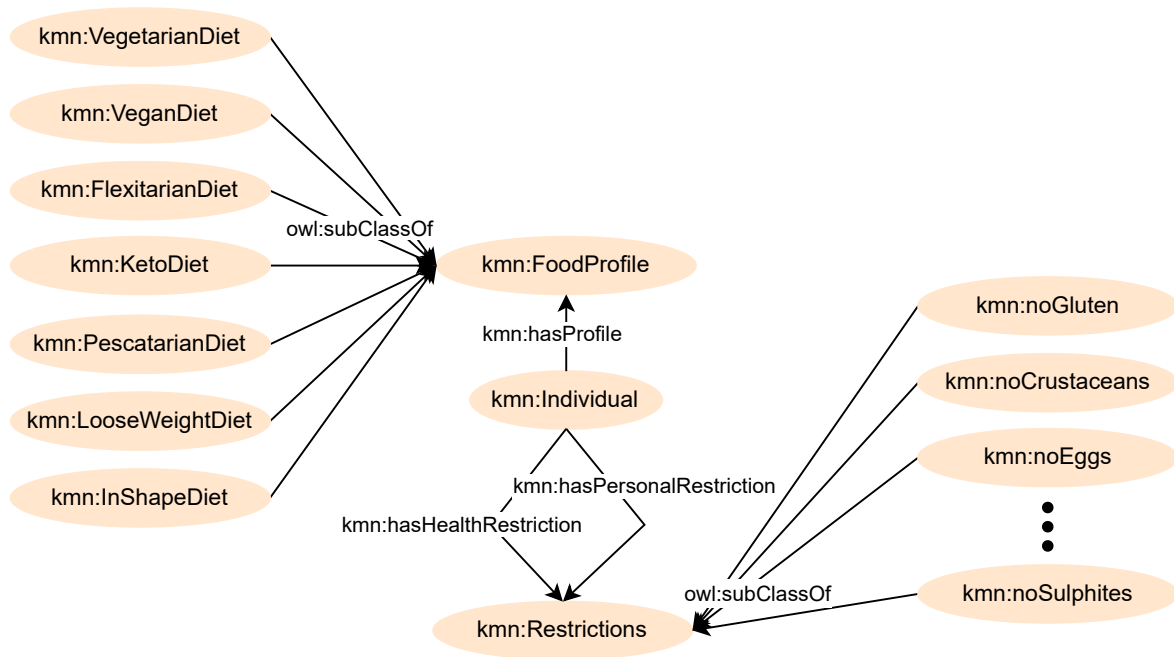 kmn:VegetarianDiet
kmn:VeganDiet
kmn:FlexitarianDiet
owl:subClassOf
kmn:KetoDiet
kmn:FoodProfile
kmn:PescatarianDiet
kmn:LooseWeightDiet
kmn:InShapeDiet
kmn:hasProfile
kmn:Individual
kmn:hasPersonalRestriction
kmn:hasHealthRestriction
kmn:Restrictions
kmn:noGluten
kmn:noCrustaceans
kmn:noEggs
owl:subClassOf
kmn:noSulphites